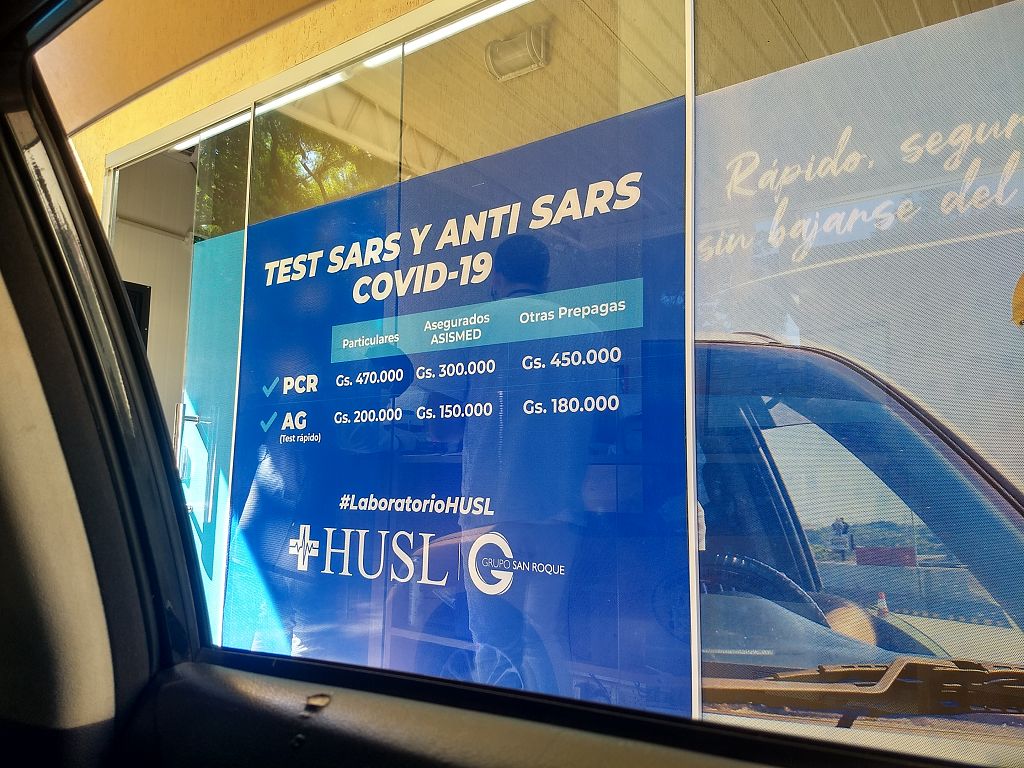 TEST SARS Y ANTI SARS
COVID-19
Particulares
Asegurados
ASISMED
Otras Prepagas
PCR
Gs. 470.000
Gs. 300.000
Gs. 450.000
AG
(Test rápido)
Gs. 200.000
Gs. 150.000
Gs. 180.000
#LaboratorioHUSL
HUSL
G
GRUPO SAN ROQUE
Rápido, segur
sin bajarse del